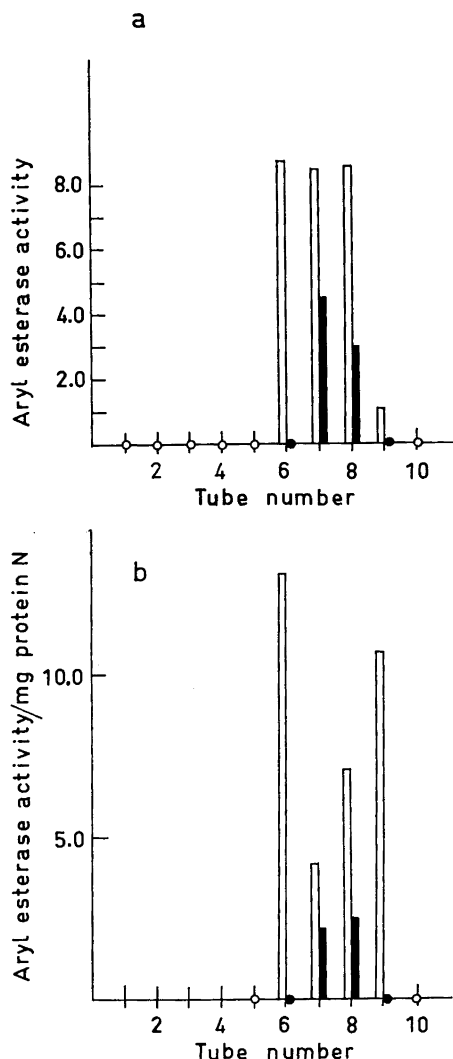 a
Aryl esterase activity
8.0
6.0
4.0
2.0
2 4 6 8 10
Tube number
b
Aryl esterase activity/mg protein N
10.0
5.0
2 4 6 8 10
Tube number